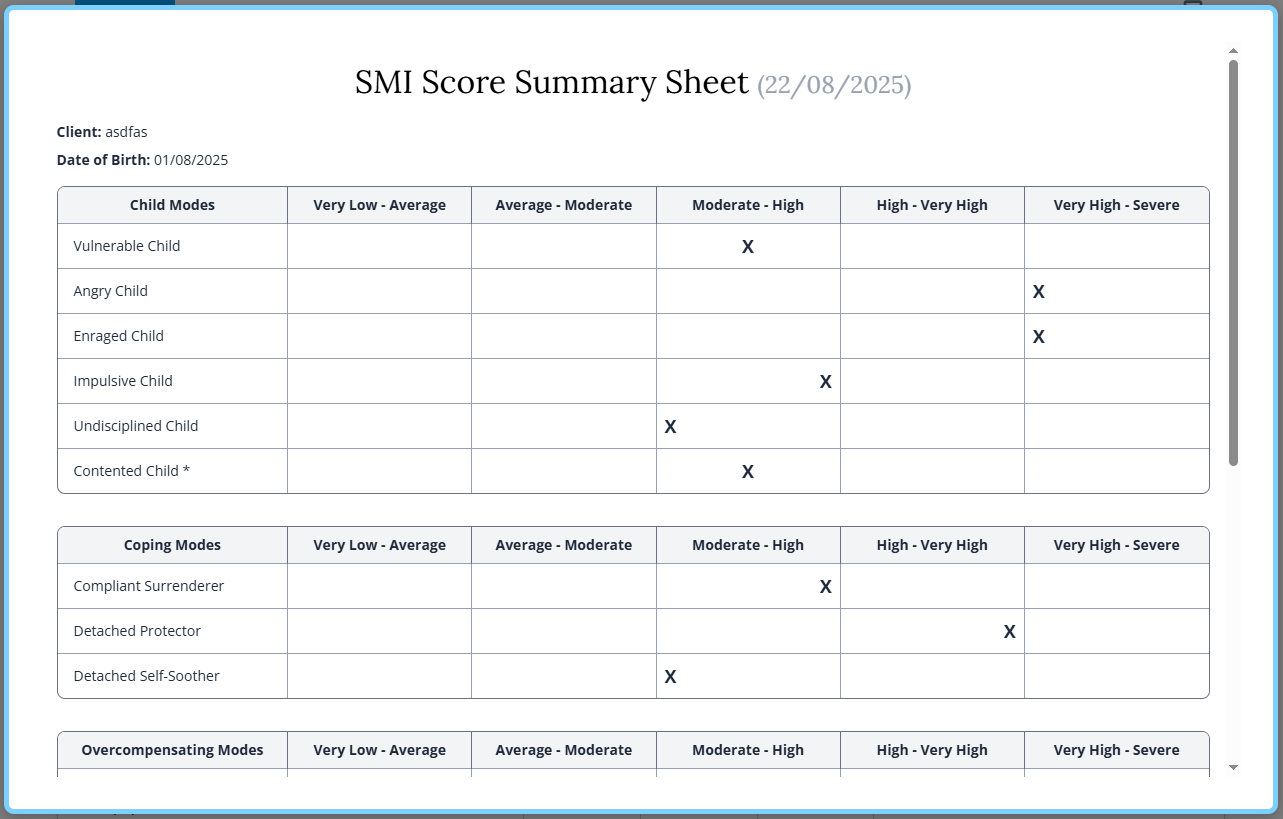 SMI Score Summary Sheet (22/08/2025)
Client: asdfas
Date of Birth: 01/08/2025
Child Modes Very Low - Average Average - Moderate Moderate - High High - Very High Very High - Severe
Vulnerable Child X
Angry Child X
Enraged Child X
Impulsive Child X
Undisciplined Child X
Contented Child * X
Coping Modes Very Low - Average Average - Moderate Moderate - High High - Very High Very High - Severe
Compliant Surrenderer X
Detached Protector X
Detached Self-Soother X
Overcompensating Modes Very Low - Average Average - Moderate Moderate - High High - Very High Very High - Severe